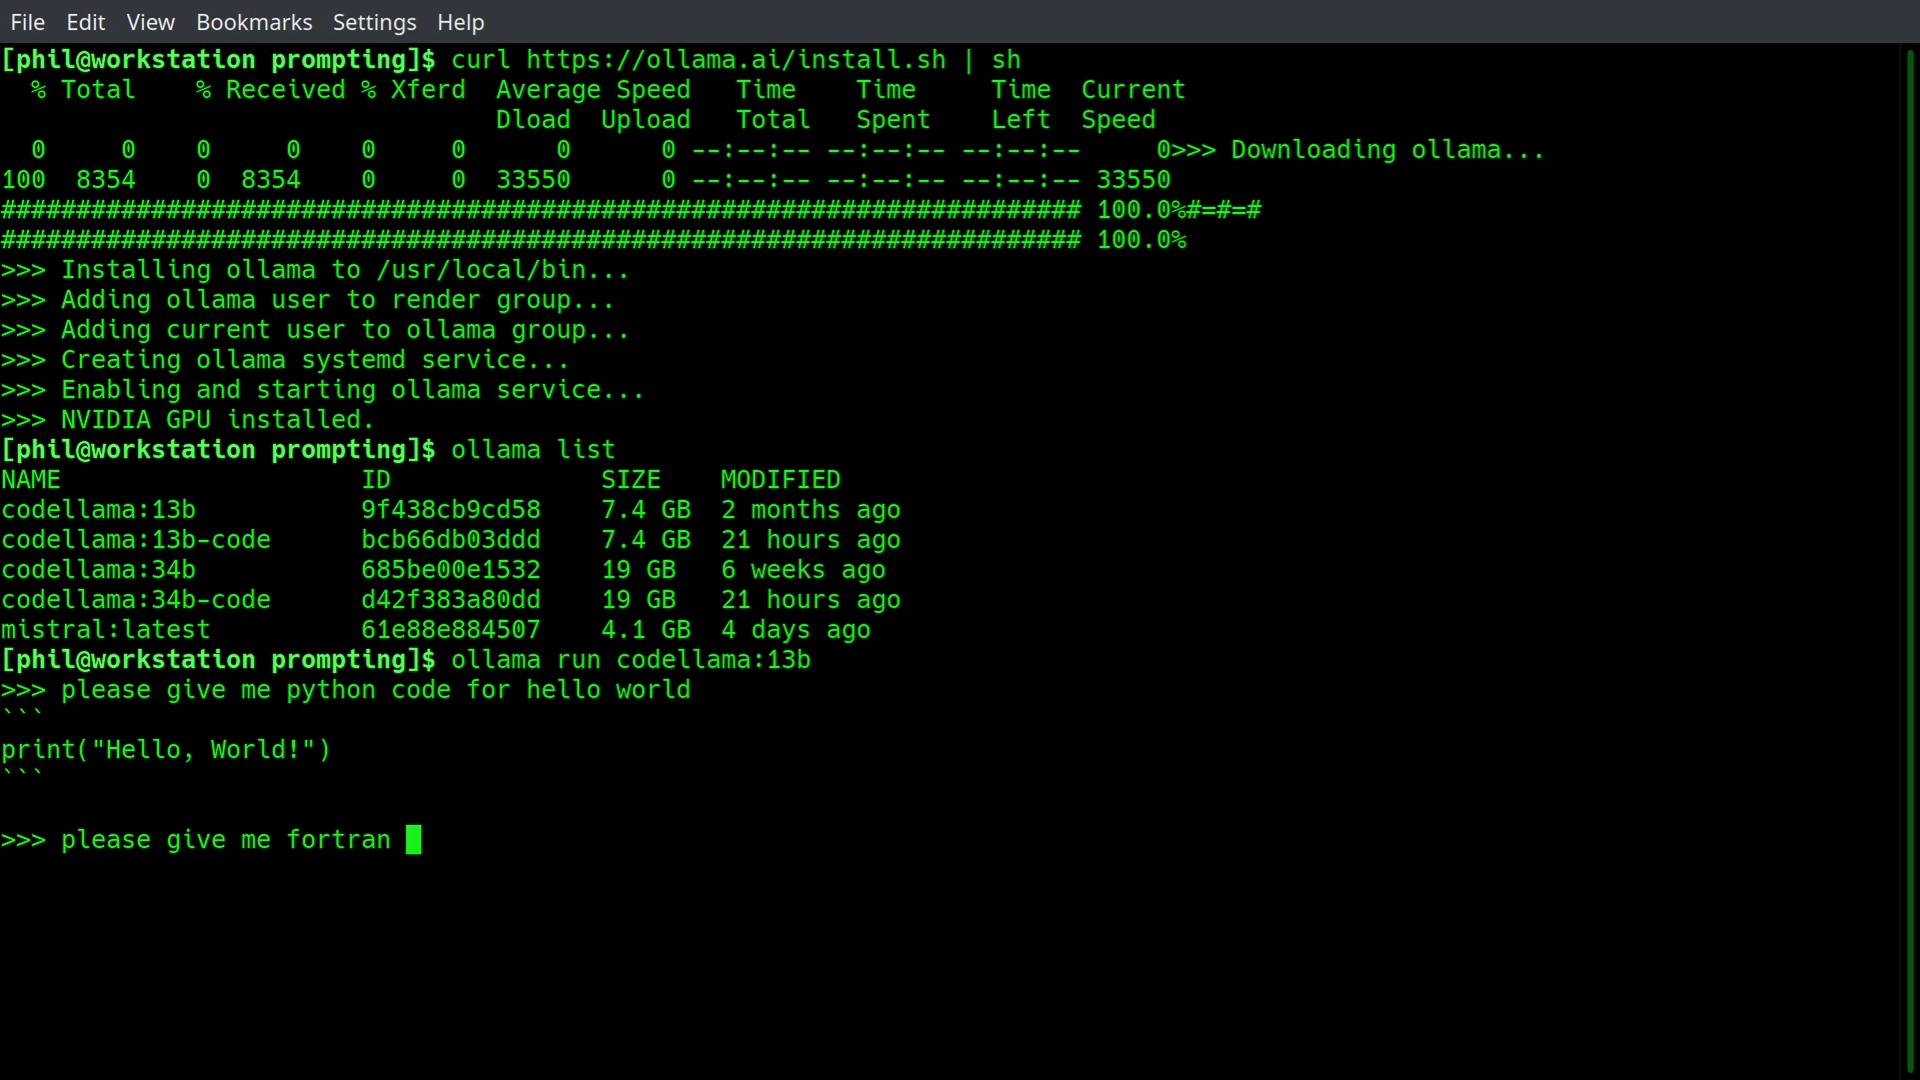 File Edit View Bookmarks Settings Help
[phil@workstation prompting]$ curl https://ollama.ai/install.sh | sh
  % Total    % Received % Xferd  Average Speed   Time    Time     Time  Current
                                 Dload  Upload   Total   Spent    Left  Speed
  0     0    0     0    0     0      0      0 --:--:-- --:--:-- --:--:--     0>>> Downloading ollama...
100  8354    0  8354    0     0  33550      0 --:--:-- --:--:-- --:--:-- 33550
######################################################################## 100.0%#=#=#
######################################################################## 100.0%
>>> Installing ollama to /usr/local/bin...
>>> Adding ollama user to render group...
>>> Adding current user to ollama group...
>>> Creating ollama systemd service...
>>> Enabling and starting ollama service...
>>> NVIDIA GPU installed.
[phil@workstation prompting]$ ollama list
NAME                    ID              SIZE    MODIFIED
codellama:13b           9f438cb9cd58    7.4 GB  2 months ago
codellama:13b-code      bcb66db03ddd    7.4 GB  21 hours ago
codellama:34b           685be00e1532    19 GB   6 weeks ago
codellama:34b-code      d42f383a80dd    19 GB   21 hours ago
mistral:latest          61e88e884507    4.1 GB  4 days ago
[phil@workstation prompting]$ ollama run codellama:13b
>>> please give me python code for hello world
```
print("Hello, World!")
```
>>> please give me fortran